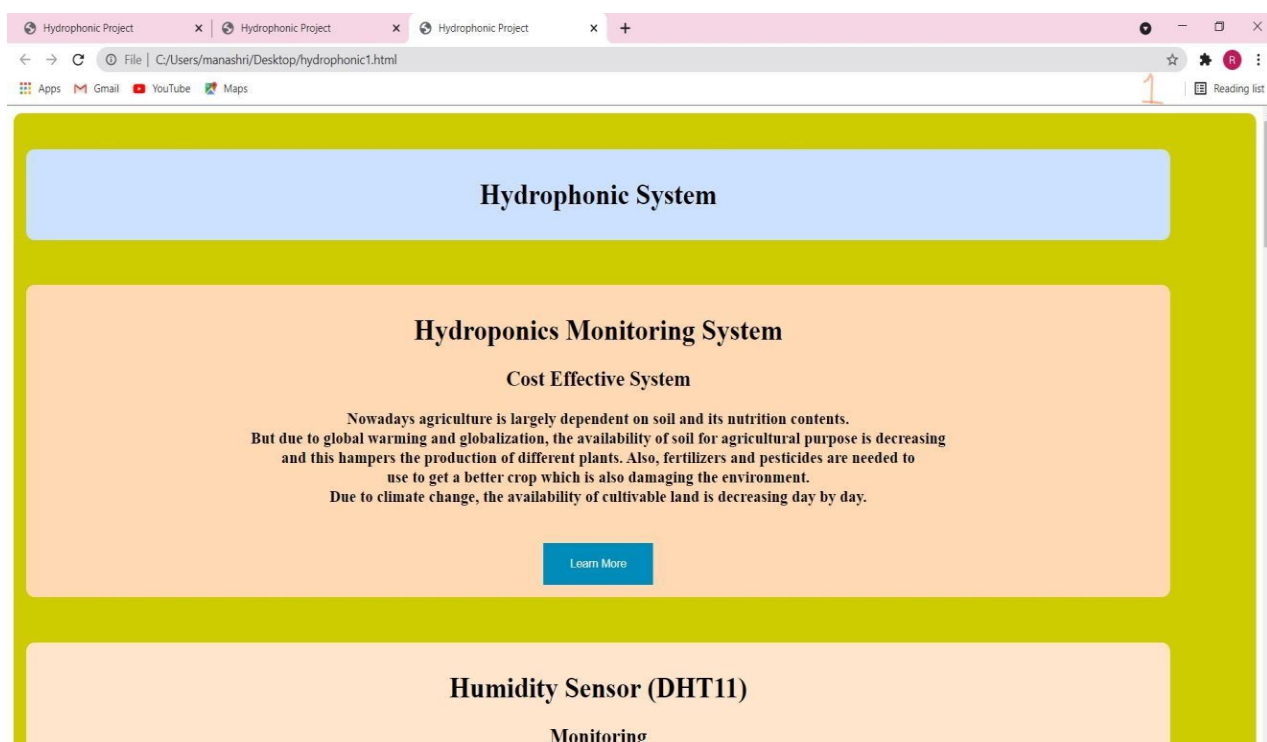 Hydrophonic Project
Hydrophonic Project
Hydrophonic Project
File | C:/Users/manashri/Desktop/hydrophonic1.html
R
Apps
Gmail
YouTube
Maps
1
Reading list
Hydrophonic System
Hydroponics Monitoring System
Cost Effective System
Nowadays agriculture is largely dependent on soil and its nutrition contents.
But due to global warming and globalization, the availability of soil for agricultural purpose is decreasing
and this hampers the production of different plants. Also, fertilizers and pesticides are needed to
use to get a better crop which is also damaging the environment.
Due to climate change, the availability of cultivable land is decreasing day by day.
Learn More
Humidity Sensor (DHT11)
Monitoring